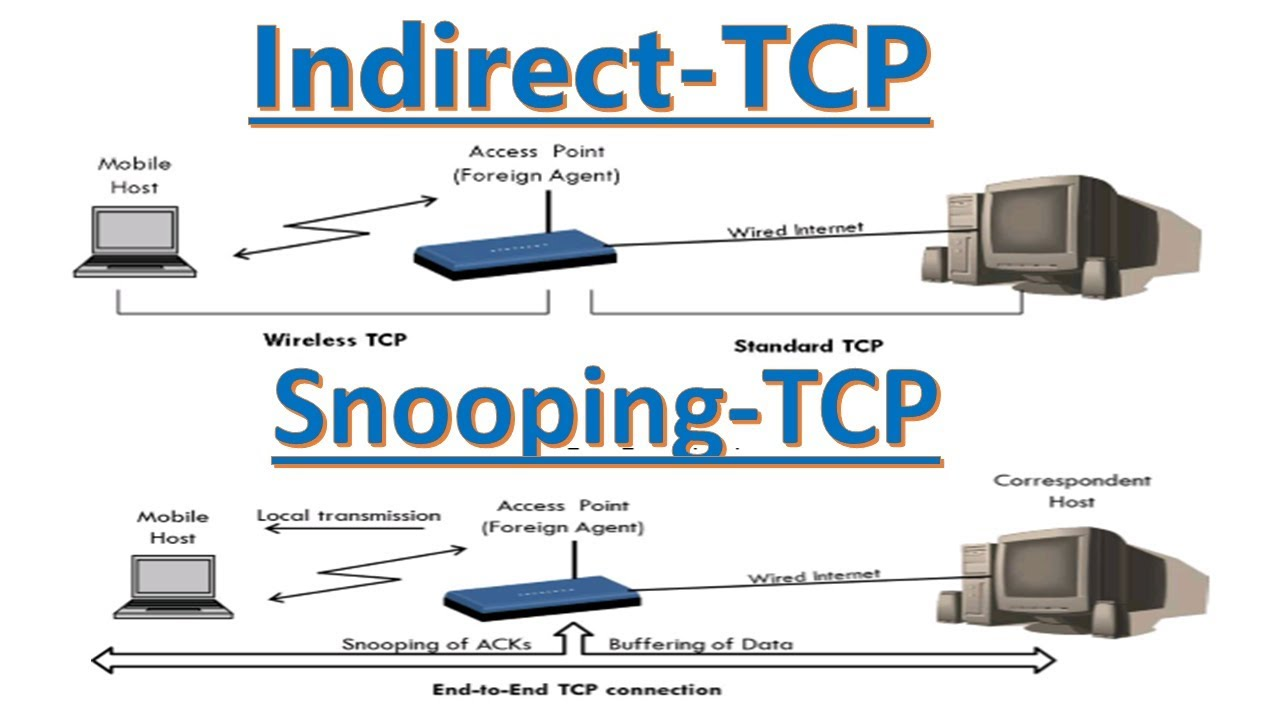 Indirect-TCP
Mobile
Host
Access Point
(Foreign Agent)
Wired Internet
Wireless TCP
Standard TCP
Snooping-TCP
Correspondent
Host
Mobile
Host
Local transmission
Access Point
(Foreign Agent)
Wired Internet
Snooping of ACKs
Buffering of Data
End-to-End TCP connection